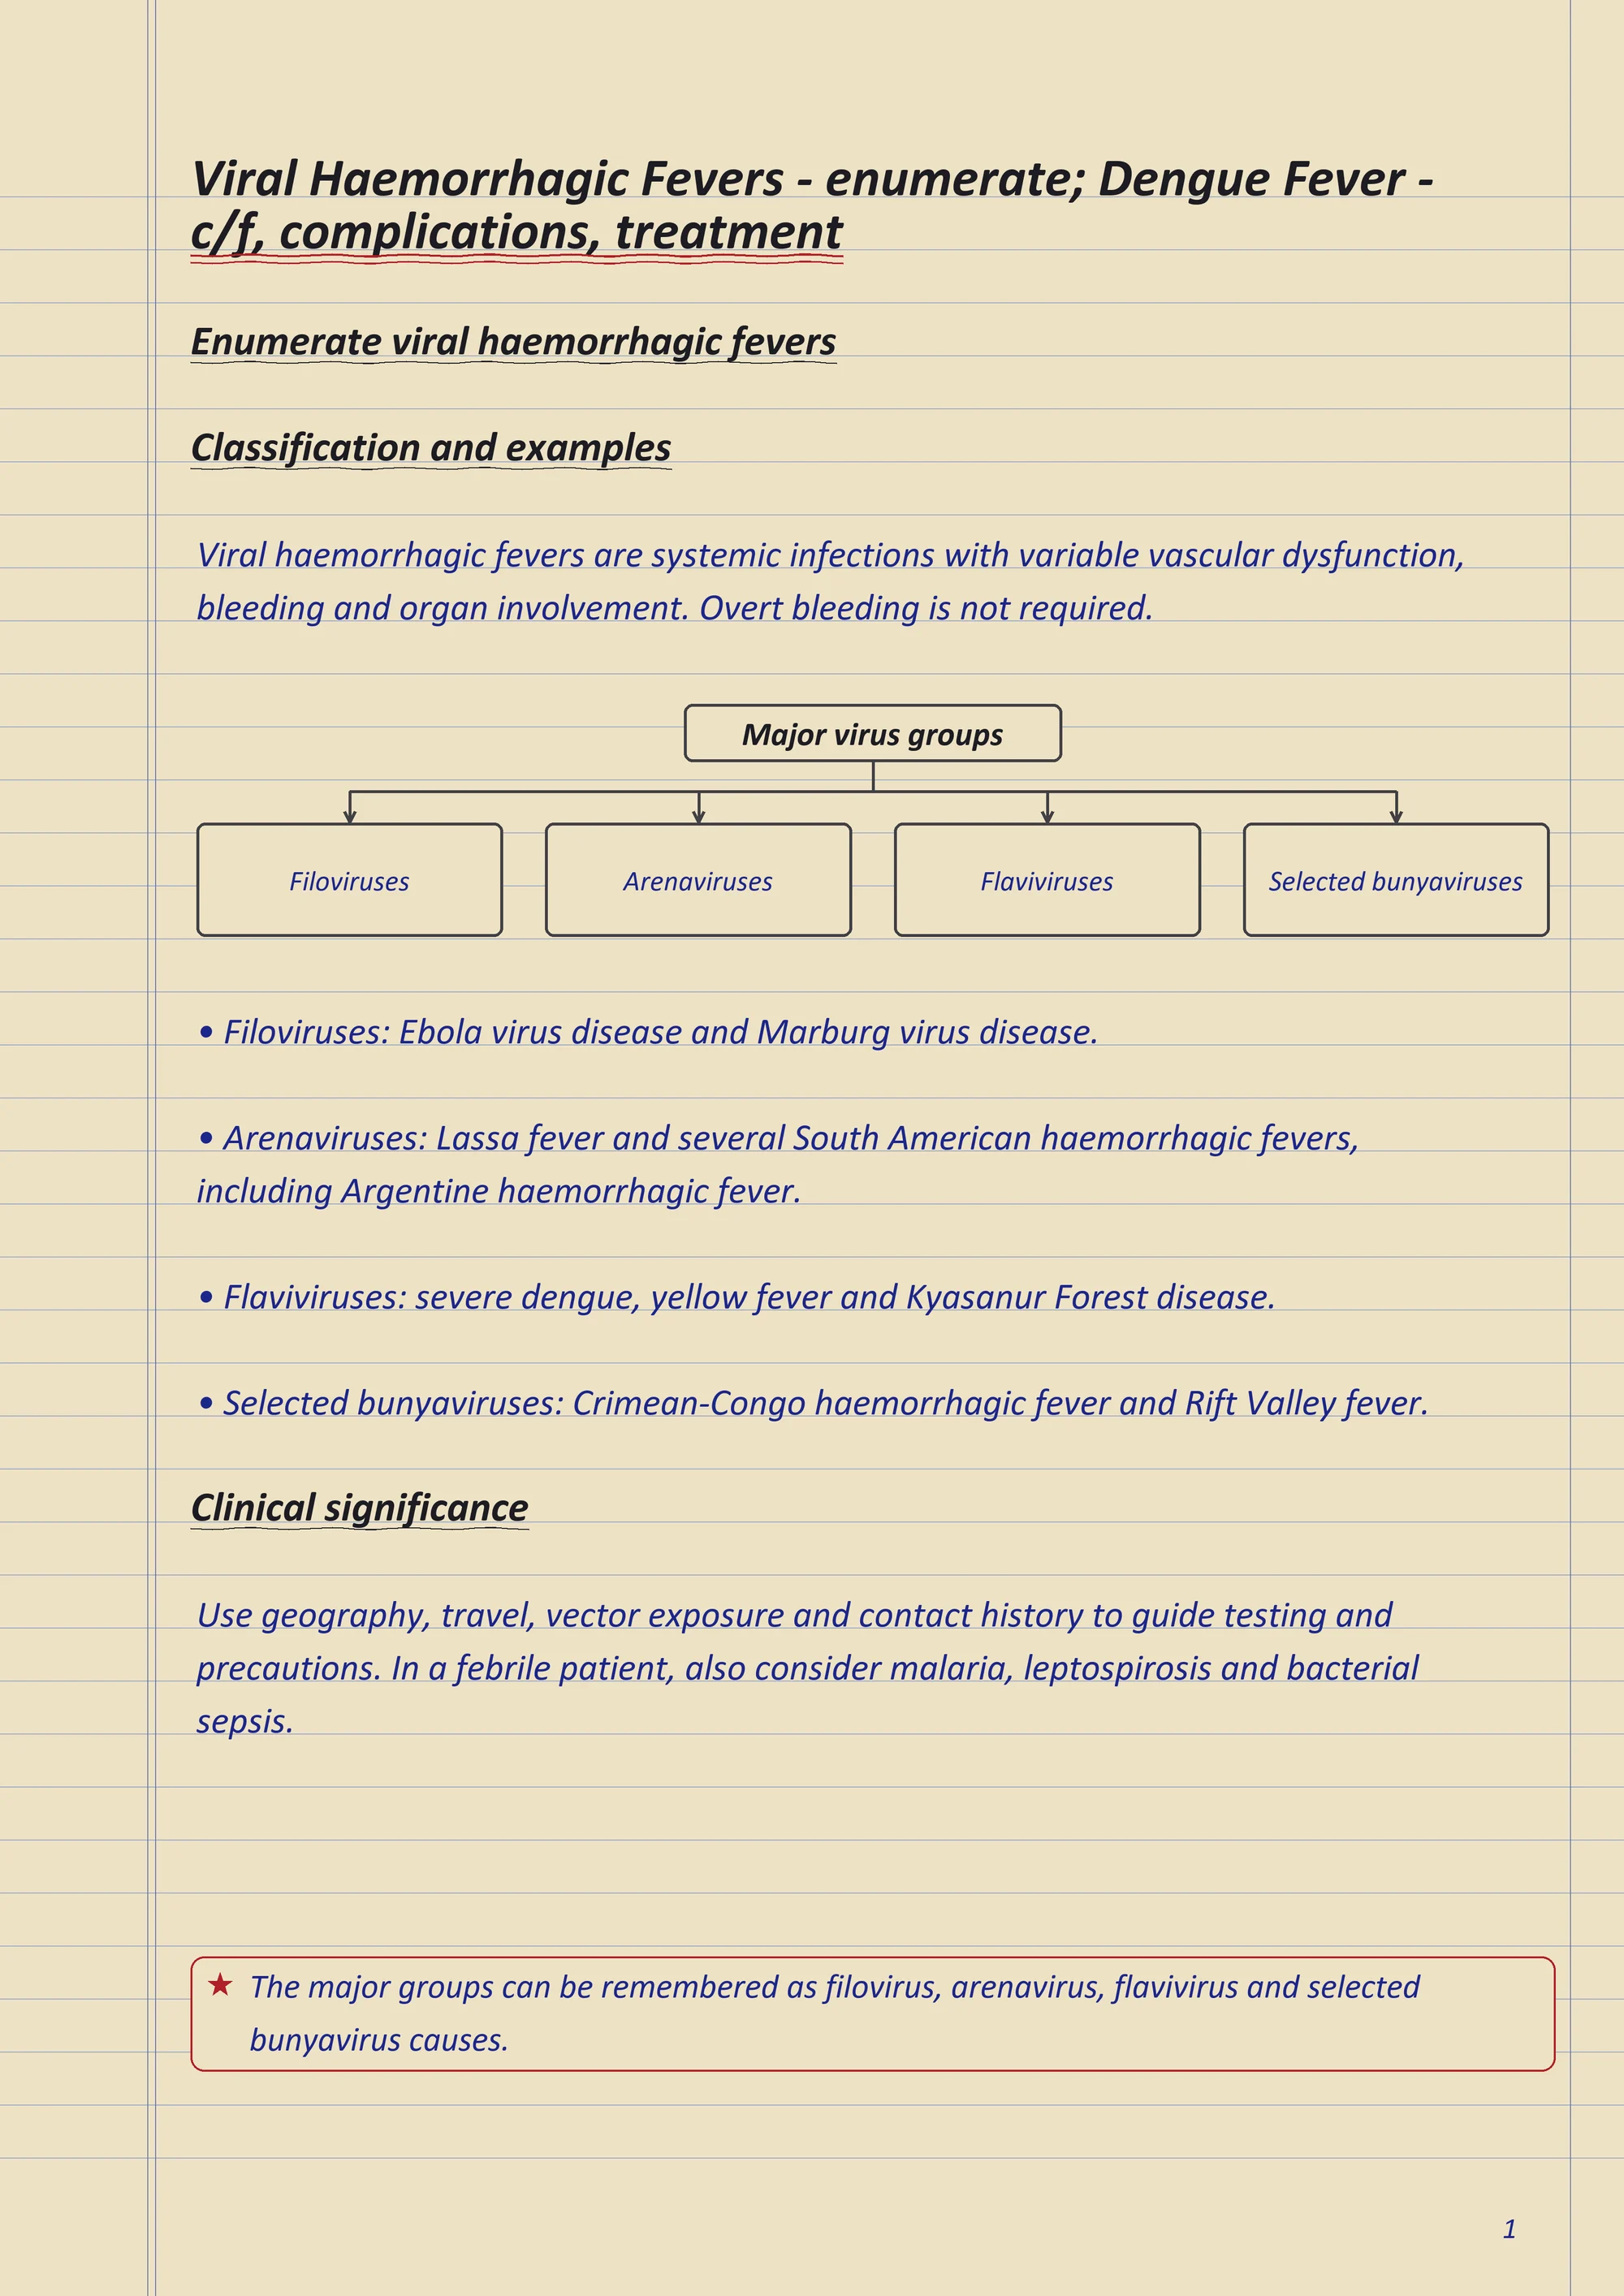 Viral Haemorrhagic Fevers - enumerate; Dengue Fever -
c/f, complications, treatment
Enumerate viral haemorrhagic fevers
Classification and examples
Viral haemorrhagic fevers are systemic infections with variable vascular dysfunction,
bleeding and organ involvement. Overt bleeding is not required.
Major virus groups
Filoviruses
Arenaviruses
Flaviviruses
Selected bunyaviruses
• Filoviruses: Ebola virus disease and Marburg virus disease.
• Arenaviruses: Lassa fever and several South American haemorrhagic fevers,
including Argentine haemorrhagic fever.
• Flaviviruses: severe dengue, yellow fever and Kyasanur Forest disease.
• Selected bunyaviruses: Crimean-Congo haemorrhagic fever and Rift Valley fever.
Clinical significance
Use geography, travel, vector exposure and contact history to guide testing and
precautions. In a febrile patient, also consider malaria, leptospirosis and bacterial
sepsis.
★ The major groups can be remembered as filovirus, arenavirus, flavivirus and selected
bunyavirus causes.
1